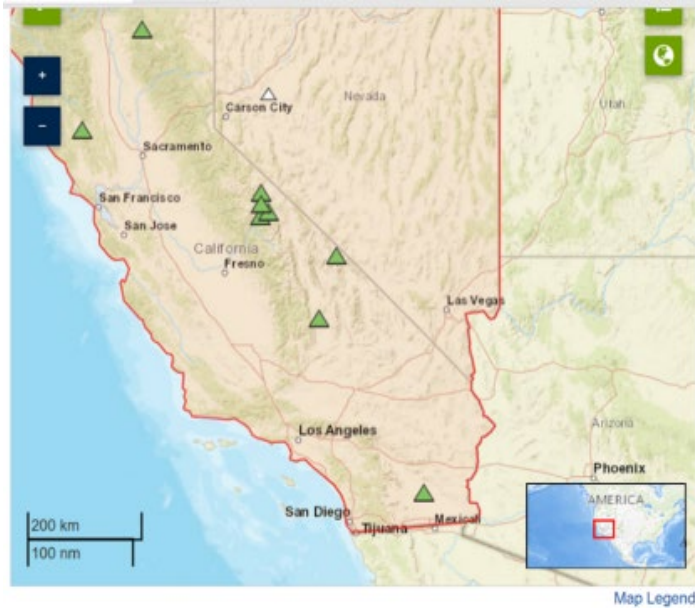 +
Nevada
Carson City
Utah
−
Sacramento
San Francisco
San Jose
California
Fresno
Las Vegas
Los Angeles
Arizona
Phoenix
AMERICA
San Diego
Tijuana
Mexicali
200 km
100 nm
Map Legend